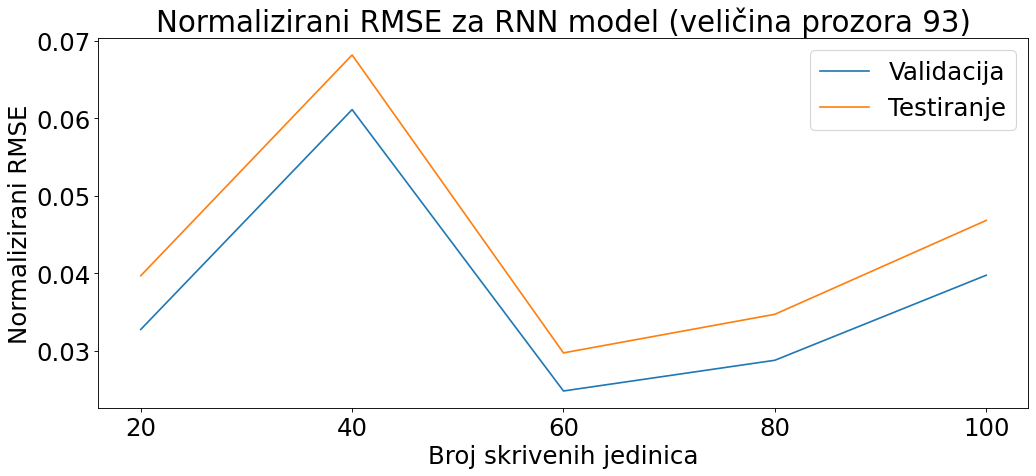 Normalizirani RMSE za RNN model (veličina prozora 93)
Validacija
Testiranje
Normalizirani RMSE
0.07
0.06
0.05
0.04
0.03
20 40 60 80 100
Broj skrivenih jedinica